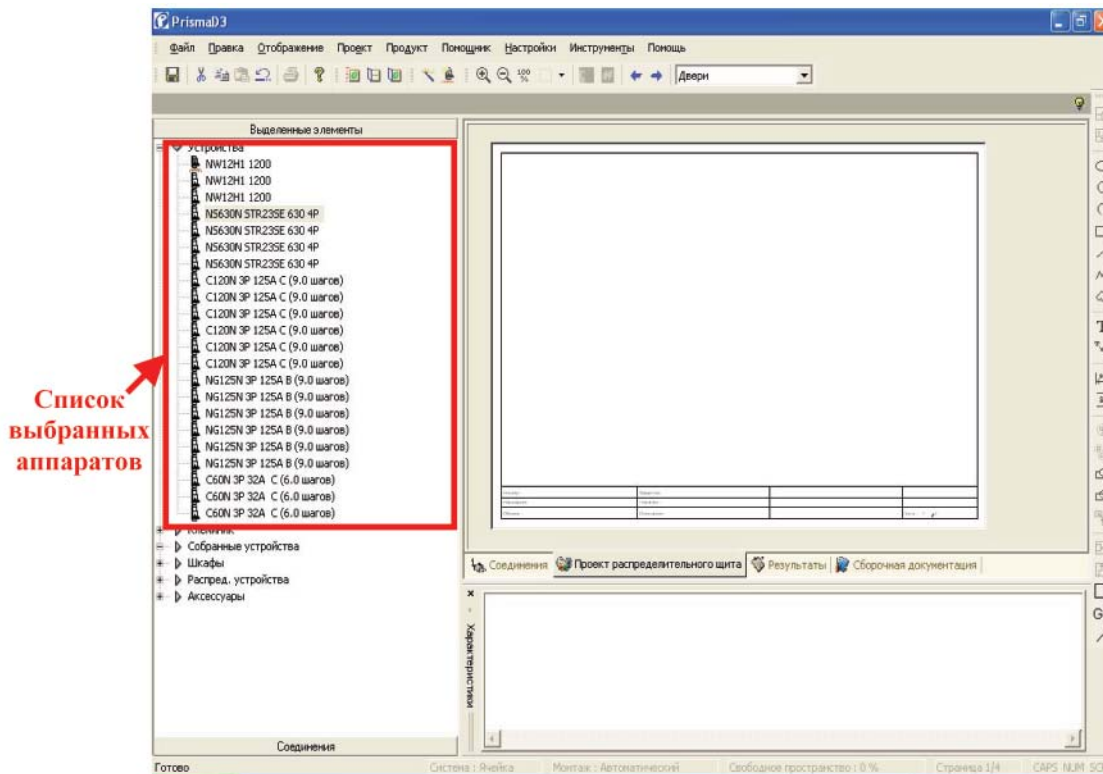 PrismaD3
Файл Правка Отображение Проект Продукт Помощник Настройки Инструменты Помощь
100 %
Двери
Выделенные элементы
Устройства
NW12H1 1200
NW12H1 1200
NW12H1 1200
NS630N STR23SE 630 4P
NS630N STR23SE 630 4P
NS630N STR23SE 630 4P
NS630N STR23SE 630 4P
C120N 3P 125A C (9.0 шагов)
C120N 3P 125A C (9.0 шагов)
C120N 3P 125A C (9.0 шагов)
C120N 3P 125A C (9.0 шагов)
C120N 3P 125A C (9.0 шагов)
C120N 3P 125A C (9.0 шагов)
NG125N 3P 125A B (9.0 шагов)
NG125N 3P 125A B (9.0 шагов)
NG125N 3P 125A B (9.0 шагов)
NG125N 3P 125A B (9.0 шагов)
NG125N 3P 125A B (9.0 шагов)
NG125N 3P 125A B (9.0 шагов)
C60N 3P 32A C (6.0 шагов)
C60N 3P 32A C (6.0 шагов)
C60N 3P 32A C (6.0 шагов)
Клеммник
Собранные устройства
Шкафы
Распред. устройства
Аксессуары
Список
выбранных
аппаратов
Соединения
Соединения Проект распределительного щита Результаты Сборочная документация
Характеристики
Готово Система : Ячейка Монтаж : Автоматический Свободное пространство : 0 % Страница 1/4 CAPS NUM SC